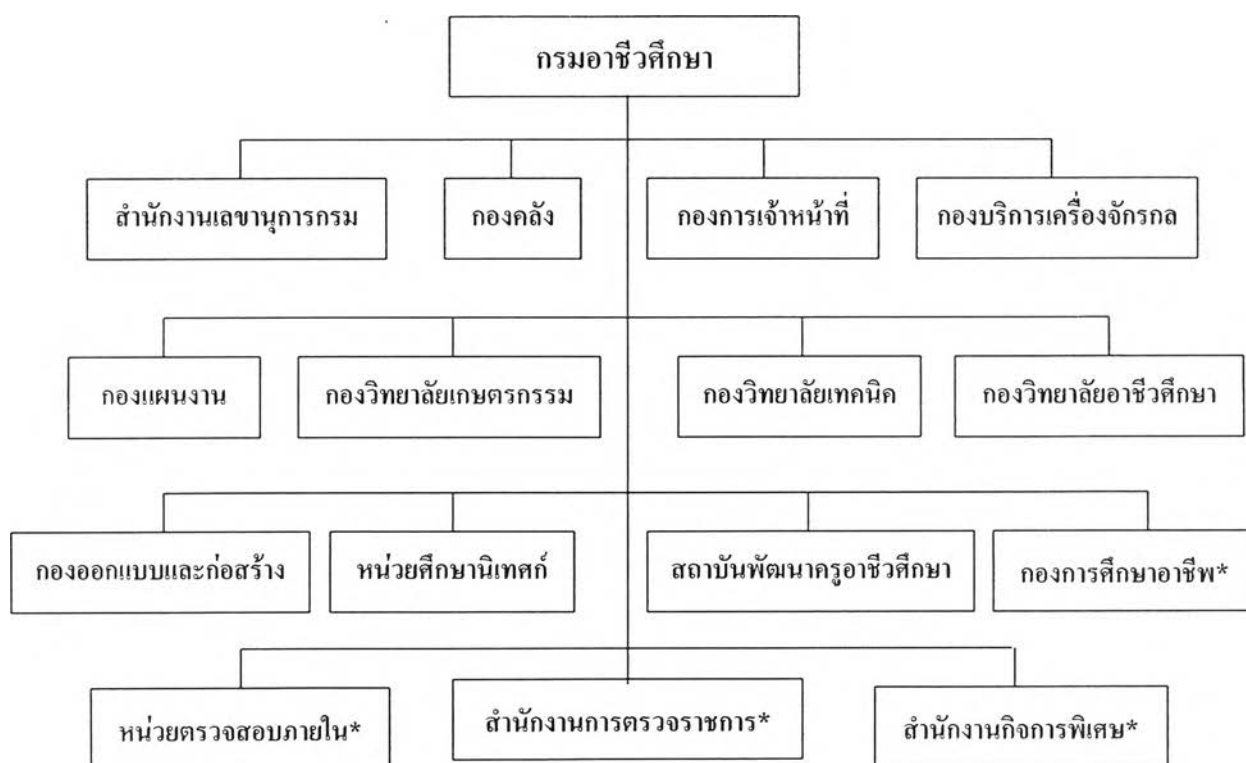 กรมอาชีวศึกษา
สำนักงานเลขานุการกรม
กองคลัง
กองการเจ้าหน้าที่
กองบริการเครื่องจักรกล
กองแผนงาน
กองวิทยาลัยเกษตรกรรม
กองวิทยาลัยเทคนิค
กองวิทยาลัยอาชีวศึกษา
กองออกแบบและก่อสร้าง
หน่วยศึกษานิเทศก์
สถาบันพัฒนาครูอาชีวศึกษา
กองการศึกษาอาชีพ*
หน่วยตรวจสอบภายใน*
สำนักงานการตรวจราชการ*
สำนักงานกิจการพิเศษ*